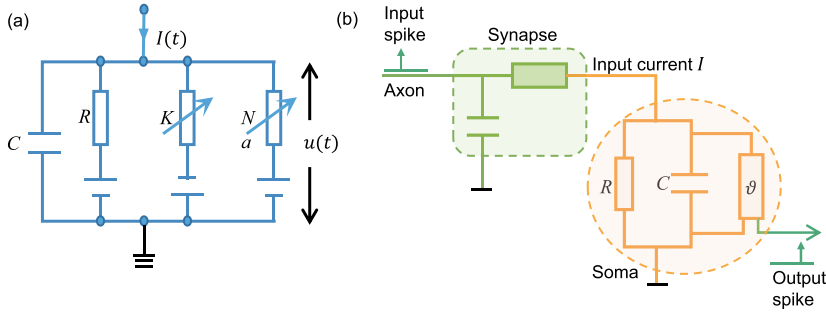 (a)
I(t)
C
R
K
N
a
u(t)
(b)
Input
spike
Axon
Synapse
Input current I
R
C
ϑ
Soma
Output
spike